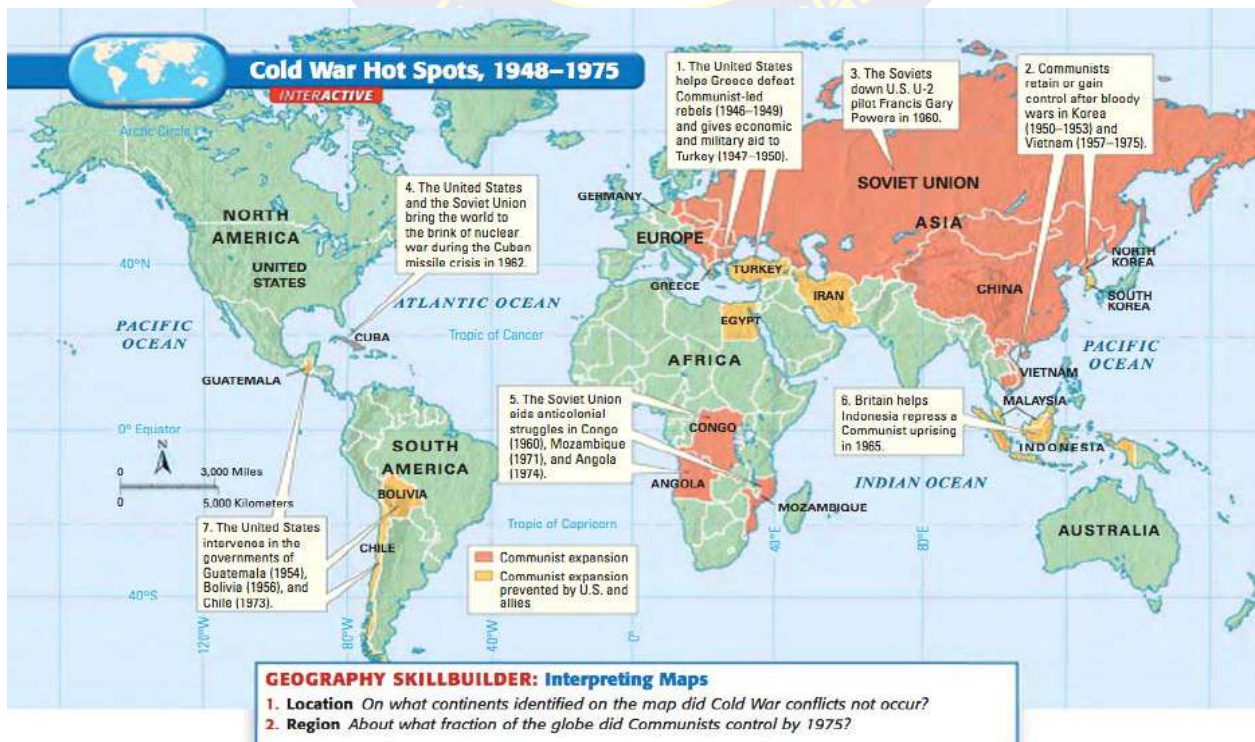 Cold War Hot Spots, 1948–1975
INTERACTIVE
1. The United States
helps Greece defeat
Communist-led
rebels (1946–1949)
and gives economic
and military aid to
Turkey (1947–1950).
3. The Soviets
down U.S. U-2
pilot Francis Gary
Powers in 1960.
2. Communists
retain or gain
control after bloody
wars in Korea
(1950–1953) and
Vietnam (1957–1975).
Arctic Circle
4. The United States
and the Soviet Union
bring the world to
the brink of nuclear
war during the Cuban
missile crisis in 1962.
GERMANY
SOVIET UNION
NORTH
AMERICA
EUROPE
ASIA
40°N
UNITED
STATES
GREECE
TURKEY
IRAN
CHINA
NORTH
KOREA
SOUTH
KOREA
ATLANTIC OCEAN
PACIFIC
OCEAN
CUBA
Tropic of Cancer
EGYPT
AFRICA
PACIFIC
OCEAN
GUATEMALA
VIETNAM
MALAYSIA
5. The Soviet Union
aids anticolonial
struggles in Congo
(1960), Mozambique
(1971), and Angola
(1974).
6. Britain helps
Indonesia repress a
Communist uprising
in 1965.
0° Equator
CONGO
INDONESIA
SOUTH
AMERICA
N
0
3,000 Miles
0
5,000 Kilometers
BOLIVIA
ANGOLA
INDIAN OCEAN
MOZAMBIQUE
7. The United States
intervenes in the
governments of
Guatemala (1954),
Bolivia (1956), and
Chile (1973).
CHILE
Tropic of Capricorn
AUSTRALIA
Communist expansion
Communist expansion
prevented by U.S. and
allies
40°S
120°W
80°W
40°W
0°
40°E
80°E
GEOGRAPHY SKILLBUILDER: Interpreting Maps
1. Location On what continents identified on the map did Cold War conflicts not occur?
2. Region About what fraction of the globe did Communists control by 1975?